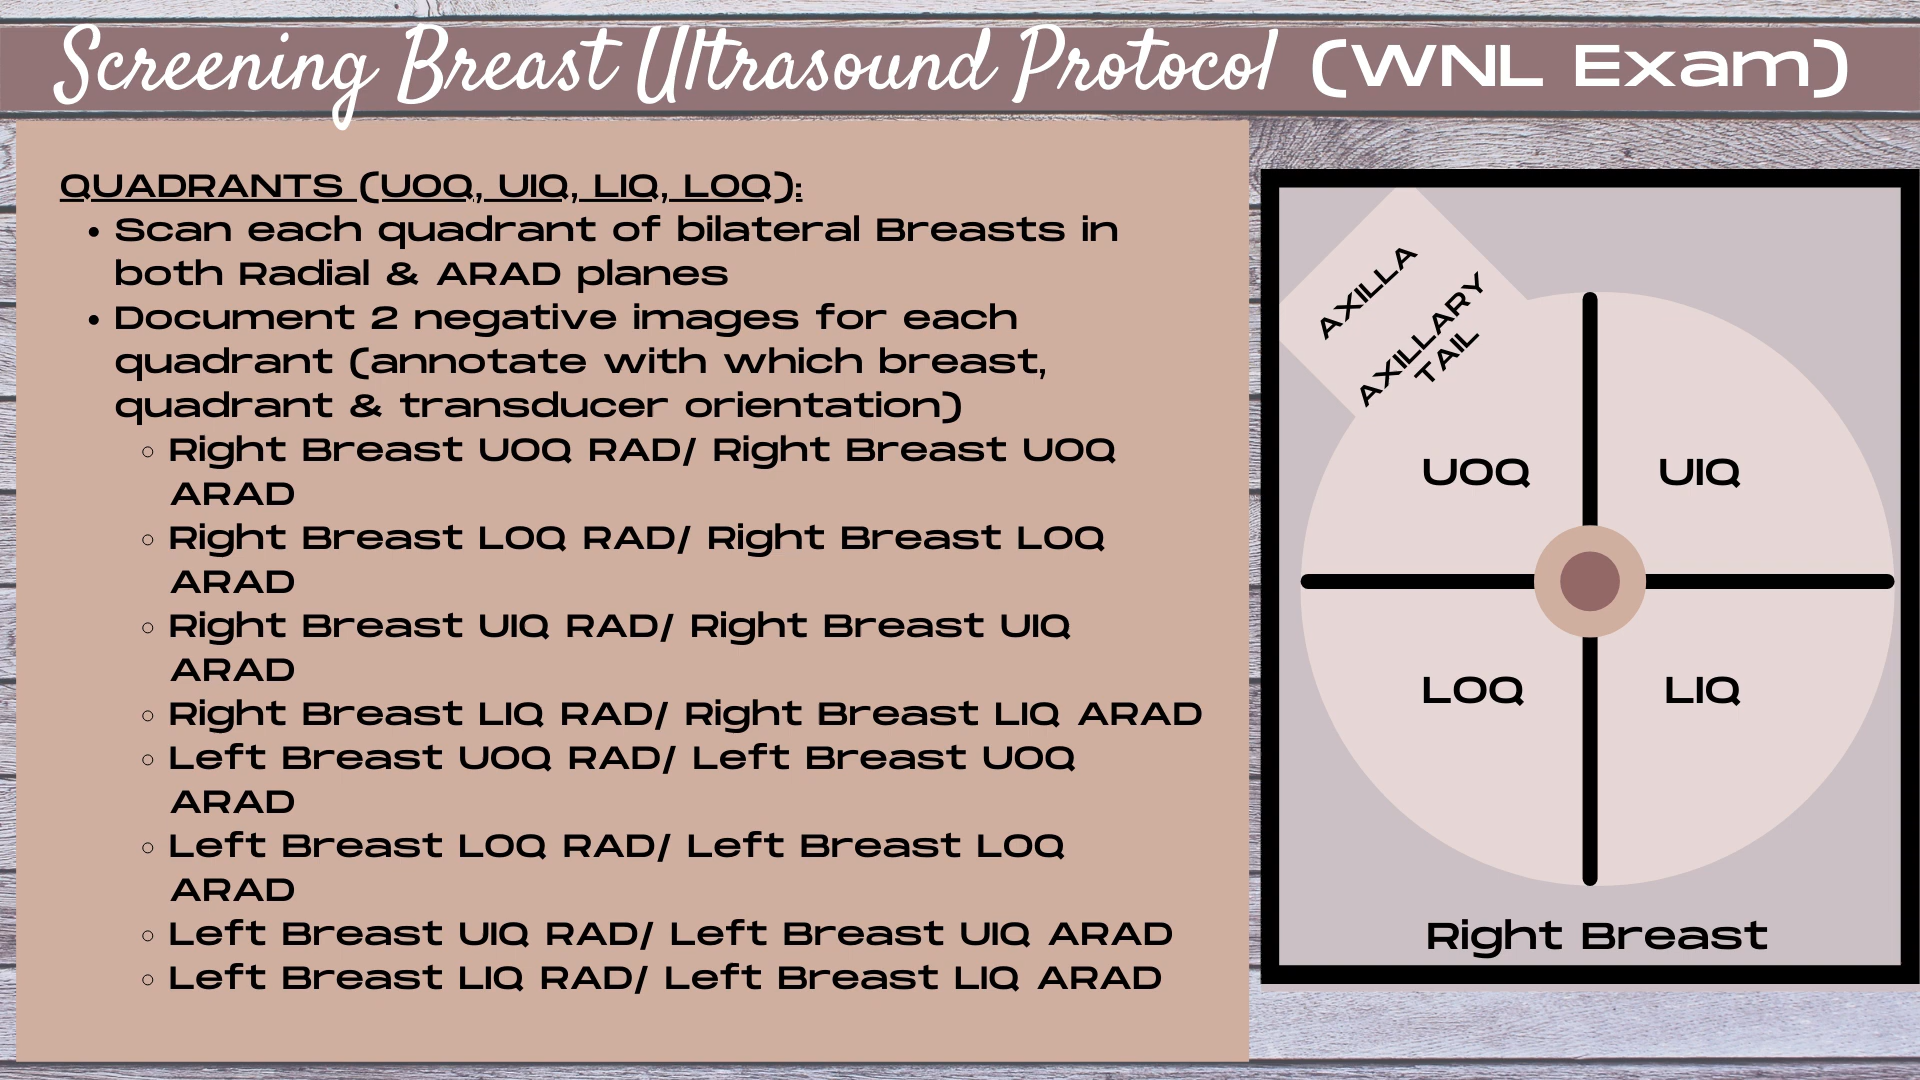 Screening Breast Ultrasound Protocol (WNL Exam)
QUADRANTS (UOQ, UIQ, LIQ, LOQ):
• Scan each quadrant of bilateral Breasts in
both Radial & ARAD planes
• Document 2 negative images for each
quadrant (annotate with which breast,
quadrant & transducer orientation)
◦ Right Breast UOQ RAD/ Right Breast UOQ
ARAD
◦ Right Breast LOQ RAD/ Right Breast LOQ
ARAD
◦ Right Breast UIQ RAD/ Right Breast UIQ
ARAD
◦ Right Breast LIQ RAD/ Right Breast LIQ ARAD
◦ Left Breast UOQ RAD/ Left Breast UOQ
ARAD
◦ Left Breast LOQ RAD/ Left Breast LOQ
ARAD
◦ Left Breast UIQ RAD/ Left Breast UIQ ARAD
◦ Left Breast LIQ RAD/ Left Breast LIQ ARAD
AXILLA
AXILLARY
TAIL
UOQ
UIQ
LOQ
LIQ
Right Breast